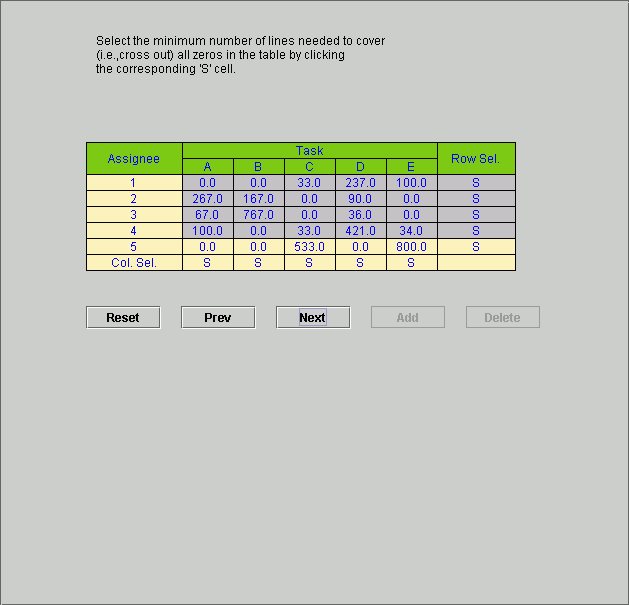 Select the minimum number of lines needed to cover
(i.e.,cross out) all zeros in the table by clicking
the corresponding 'S' cell.
Assignee Task Row Sel.
A B C D E
1 0.0 0.0 33.0 237.0 100.0 S
2 267.0 167.0 0.0 90.0 0.0 S
3 67.0 767.0 0.0 36.0 0.0 S
4 100.0 0.0 33.0 421.0 34.0 S
5 0.0 0.0 533.0 0.0 800.0 S
Col. Sel. S S S S S
Reset Prev Next Add Delete